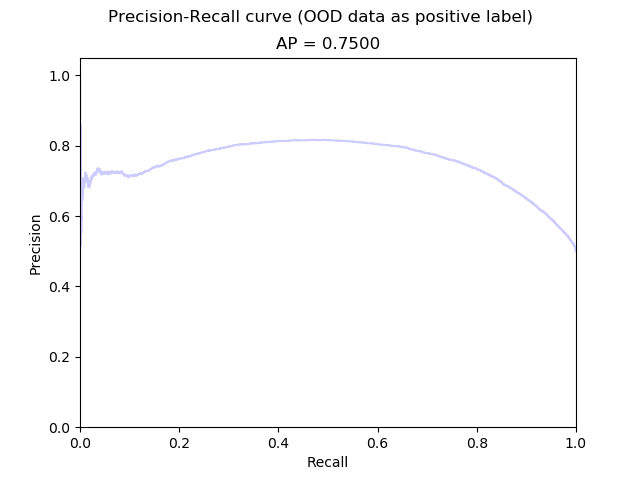 Precision-Recall curve (OOD data as positive label)
AP = 0.7500
1.0
0.8
0.6
0.4
0.2
0.0
Precision
0.0 0.2 0.4 0.6 0.8 1.0
Recall